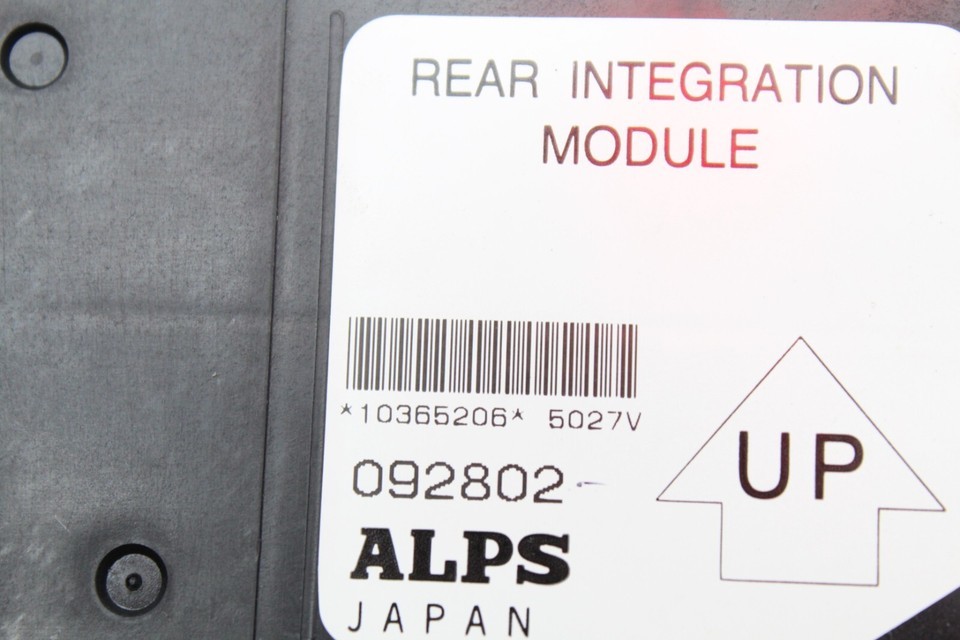 REAR INTEGRATION
MODULE
*10365206* 5027V
092802
UP
ALPS
JAPAN